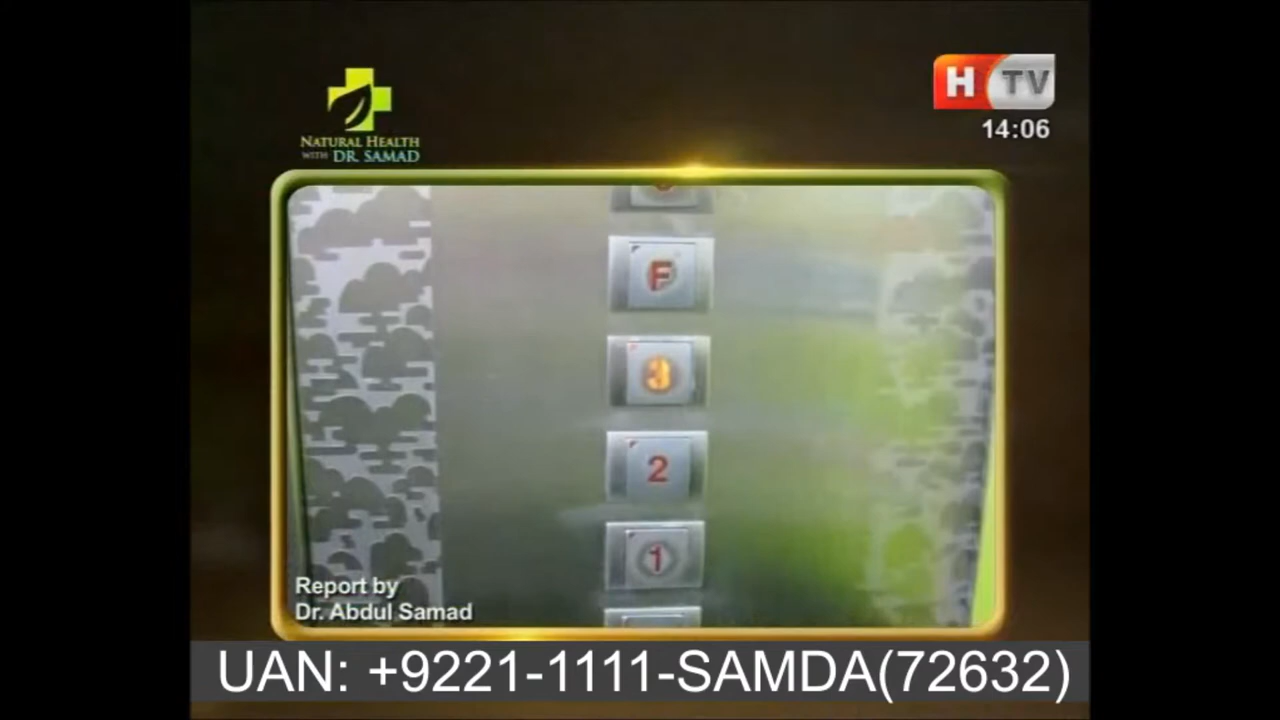 H TV
14:06
NATURAL HEALTH
WITH DR. SAMAD
F
3
2
1
Report by
Dr. Abdul Samad
UAN: +9221-1111-SAMDA(72632)